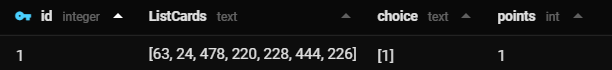 id integer ListCards text choice text points int
1 [63, 24, 478, 220, 228, 444, 226] [1] 1